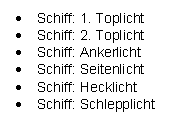 • Schiff: 1. Toplicht
• Schiff: 2. Toplicht
• Schiff: Ankerlicht
• Schiff: Seitenlicht
• Schiff: Hecklicht
• Schiff: Schlepplicht